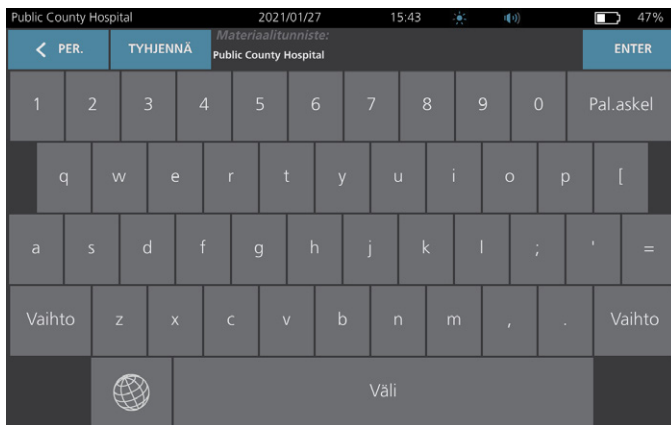 Public County Hospital 2021/01/27 15:43 47%
PER. TYHJENNÄ Materiaalitunniste: ENTER
Public County Hospital
1 2 3 4 5 6 7 8 9 0 Pal.askel
q w e r t y u i o p [
a s d f g h j k l ; ' =
Vaihto z x c v b n m , . Vaihto
Väli